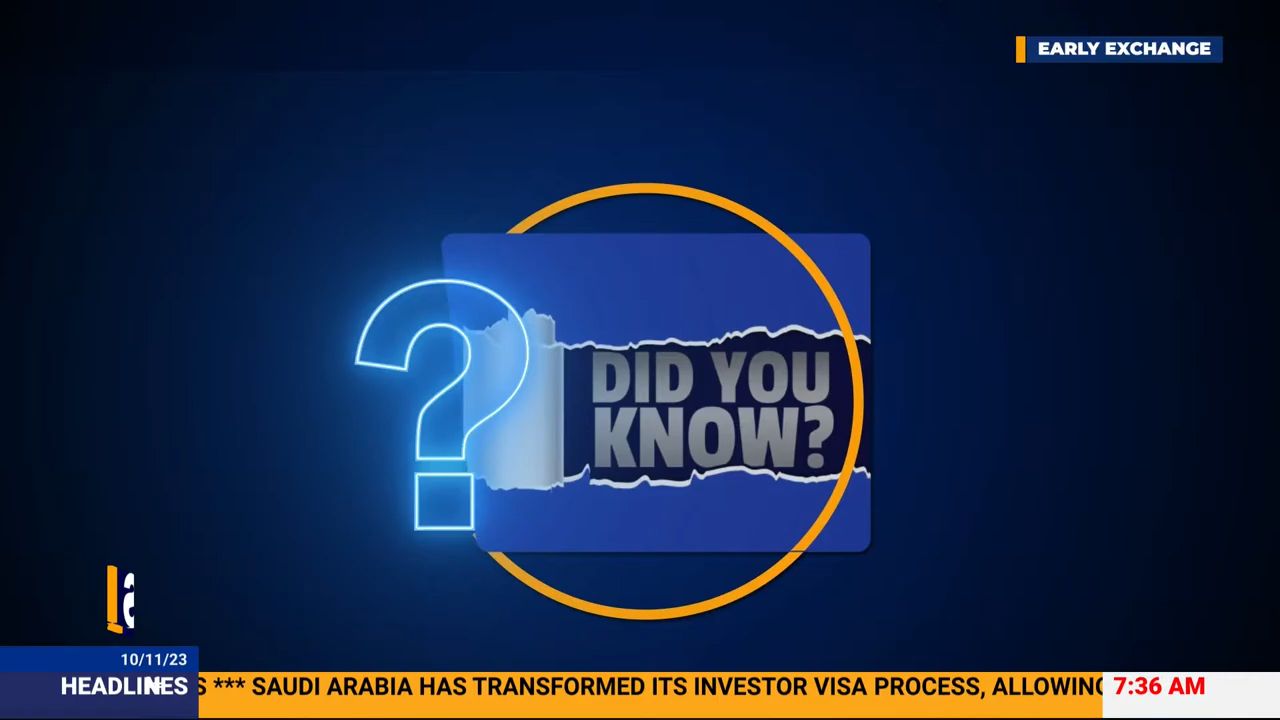 EARLY EXCHANGE
?
DID YOU
KNOW?
10/11/23
HEADLINES
S *** SAUDI ARABIA HAS TRANSFORMED ITS INVESTOR VISA PROCESS, ALLOWING
7:36 AM